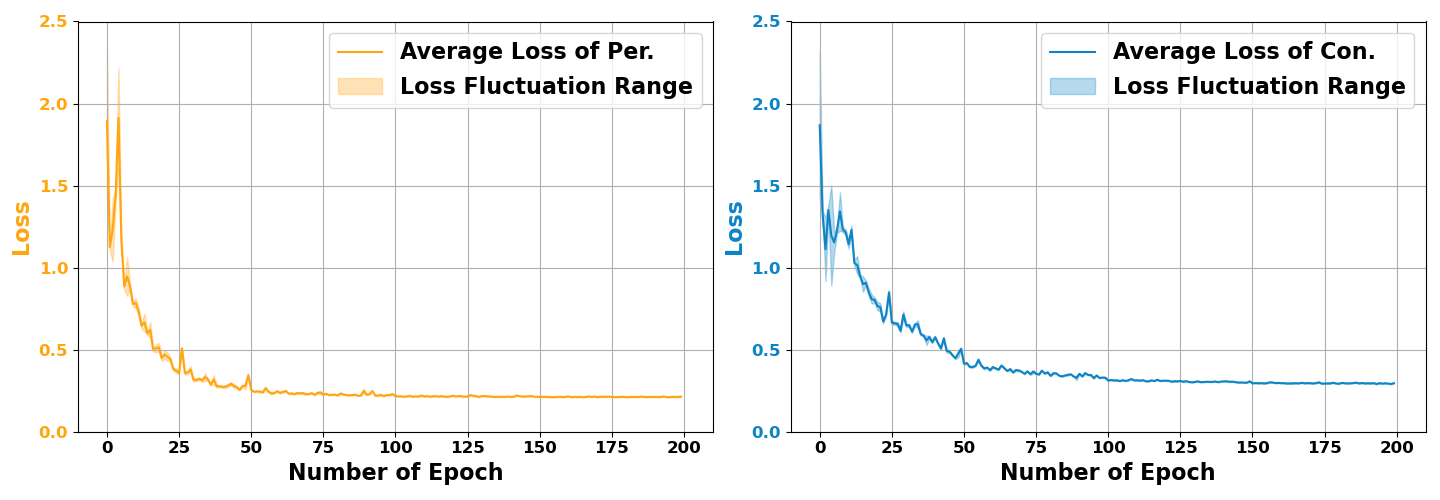 2.5
2.0
1.5
1.0
0.5
0.0
Loss
Average Loss of Per.
Loss Fluctuation Range
0 25 50 75 100 125 150 175 200
Number of Epoch
2.5
2.0
1.5
1.0
0.5
0.0
Loss
Average Loss of Con.
Loss Fluctuation Range
0 25 50 75 100 125 150 175 200
Number of Epoch